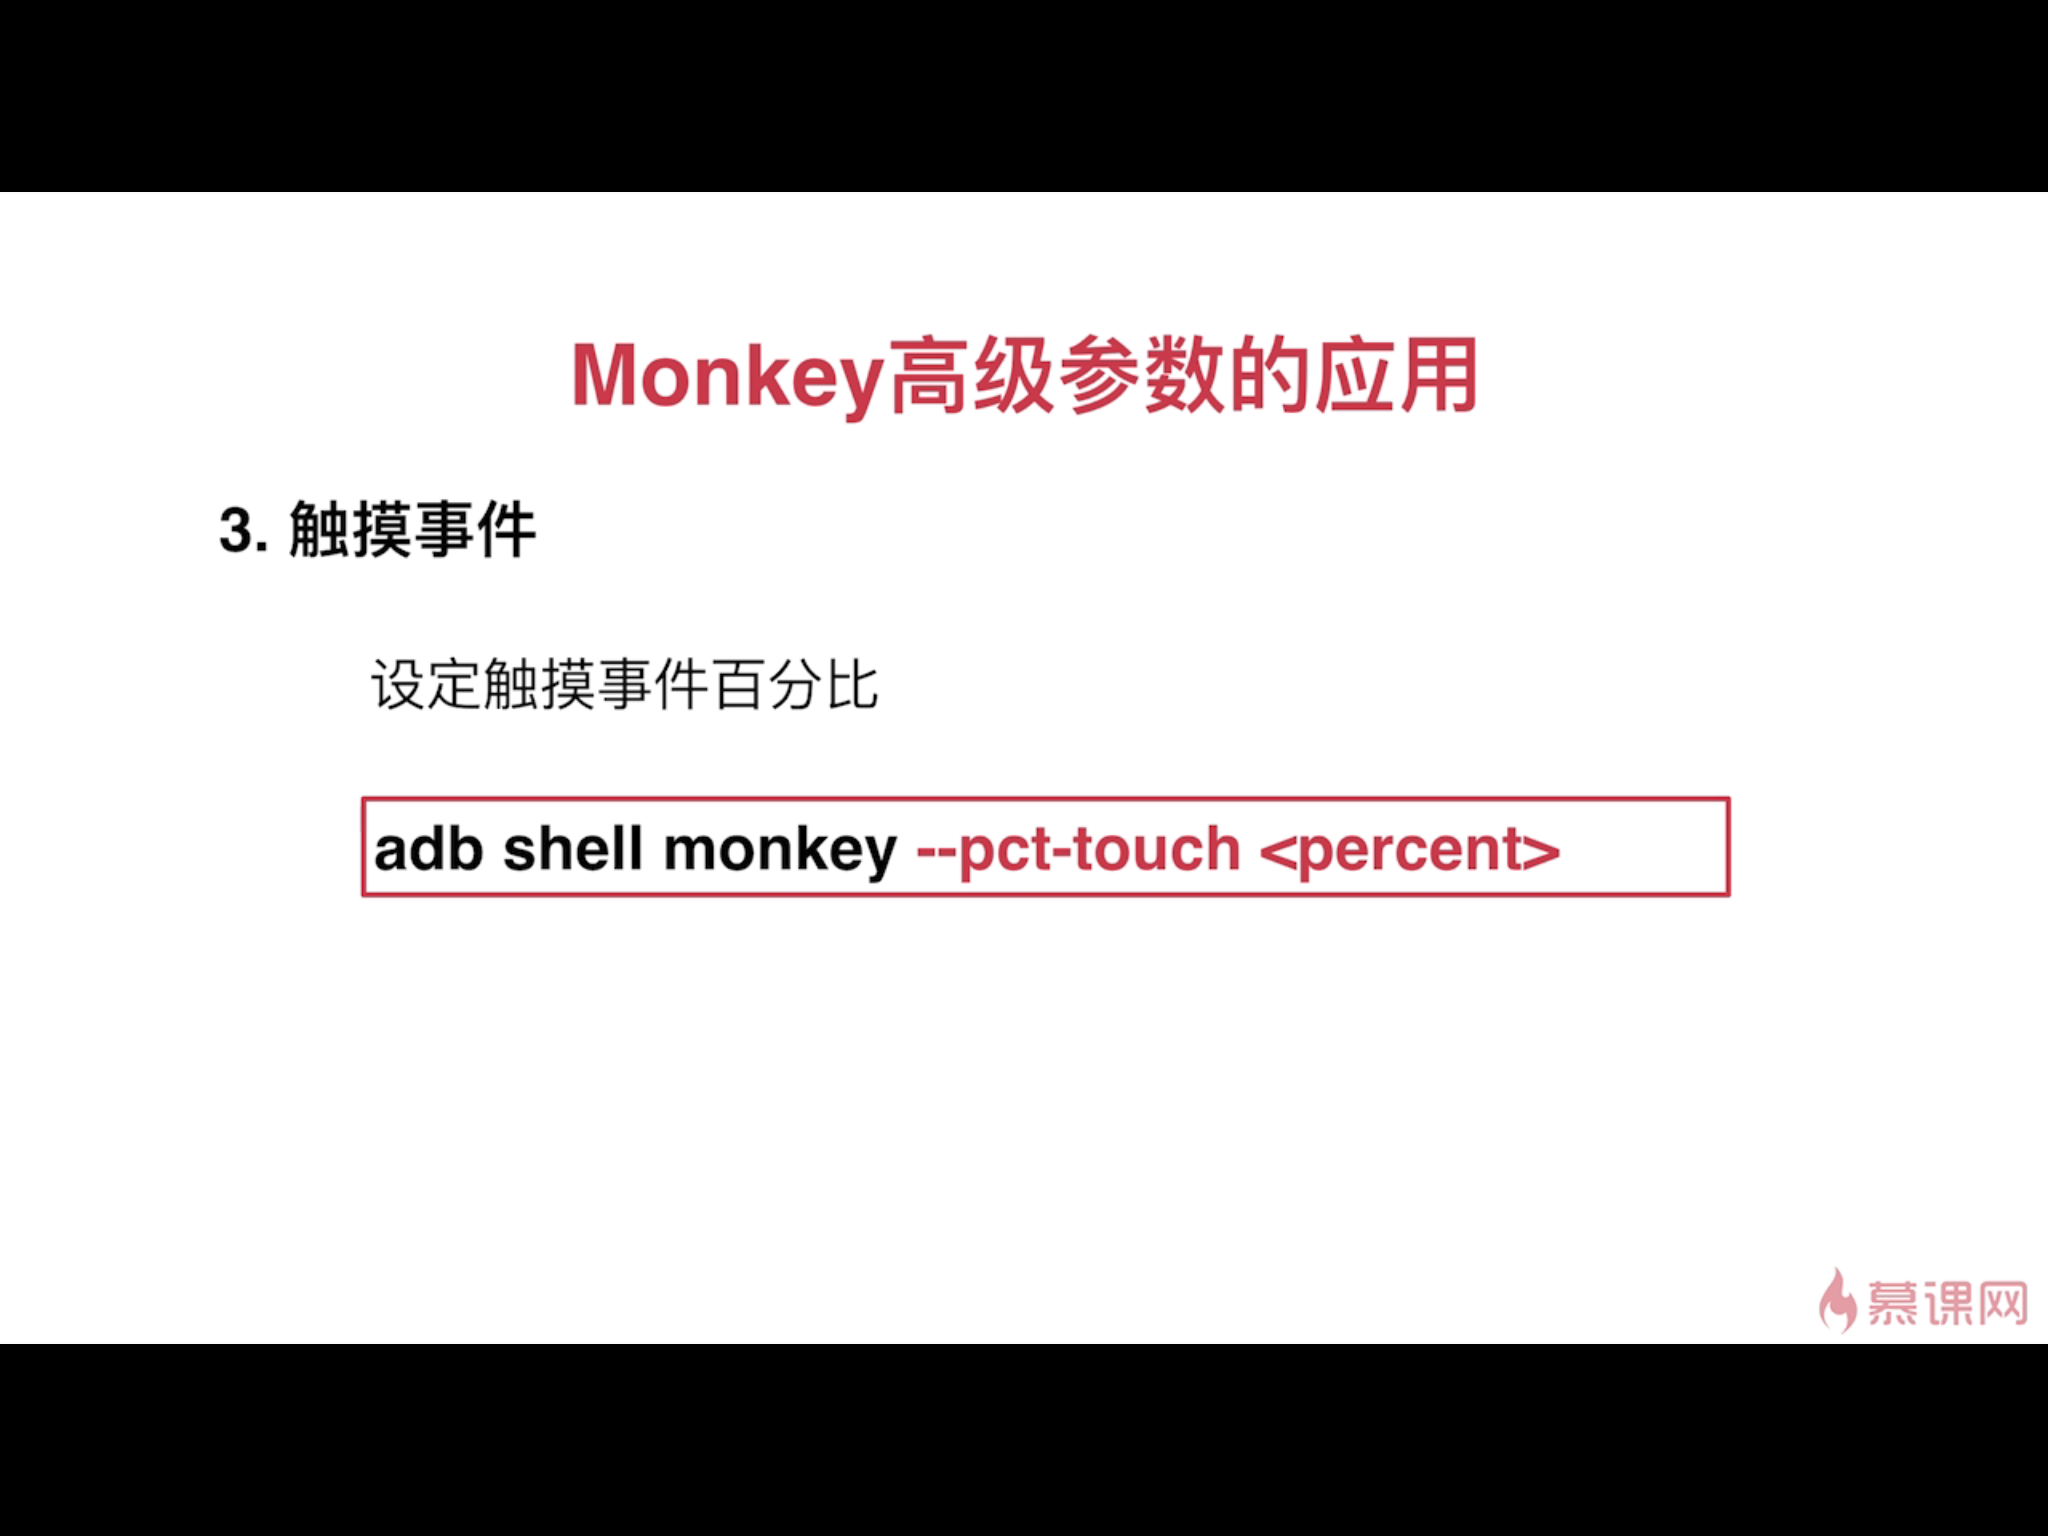 Monkey高级参数的应用
3. 触摸事件
设定触摸事件百分比
adb shell monkey --pct-touch <percent>
慕课网